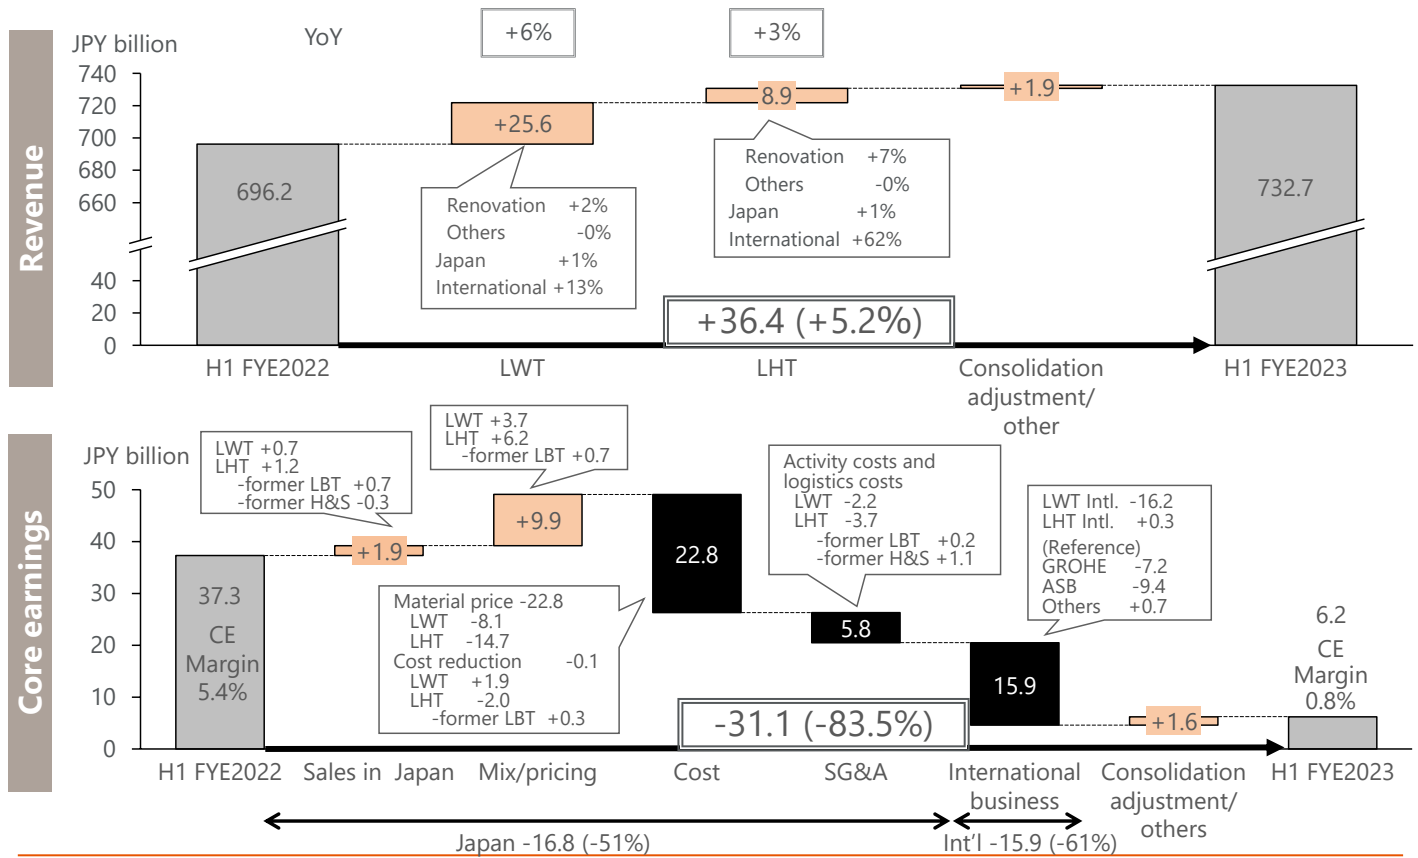 Revenue
JPY billion
YoY
+6%
+3%
740
720
700
680
660
40
20
0
696.2
+25.6
8.9
+1.9
732.7
Renovation +2%
Others -0%
Japan +1%
International +13%
Renovation +7%
Others -0%
Japan +1%
International +62%
+36.4 (+5.2%)
H1 FYE2022
LWT
LHT
Consolidation
adjustment/
other
H1 FYE2023
Core earnings
JPY billion
50
40
30
20
10
0
LWT +0.7
LHT +1.2
-former LBT +0.7
-former H&S -0.3
LWT +3.7
LHT +6.2
-former LBT +0.7
Activity costs and
logistics costs
LWT -2.2
LHT -3.7
-former LBT +0.2
-former H&S +1.1
LWT Intl. -16.2
LHT Intl. +0.3
(Reference)
GROHE -7.2
ASB -9.4
Others +0.7
Material price -22.8
LWT -8.1
LHT -14.7
Cost reduction -0.1
LWT +1.9
LHT -2.0
-former LBT +0.3
37.3
CE
Margin
5.4%
+1.9
+9.9
22.8
5.8
15.9
+1.6
6.2
CE
Margin
0.8%
-31.1 (-83.5%)
H1 FYE2022
Sales in Japan
Mix/pricing
Cost
SG&A
International
business
Consolidation
adjustment/
others
H1 FYE2023
Japan -16.8 (-51%)
Int’l -15.9 (-61%)